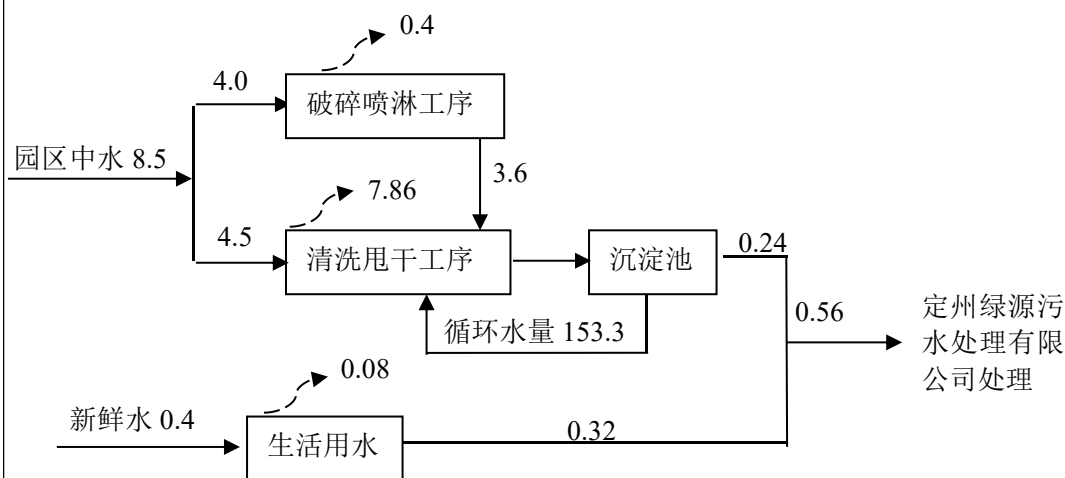 0.4
4.0
破碎喷淋工序
园区中水 8.5
3.6
7.86
4.5
清洗甩干工序
沉淀池
0.24
循环水量 153.3
0.56
定州绿源污
水处理有限
公司处理
0.08
新鲜水 0.4
生活用水
0.32